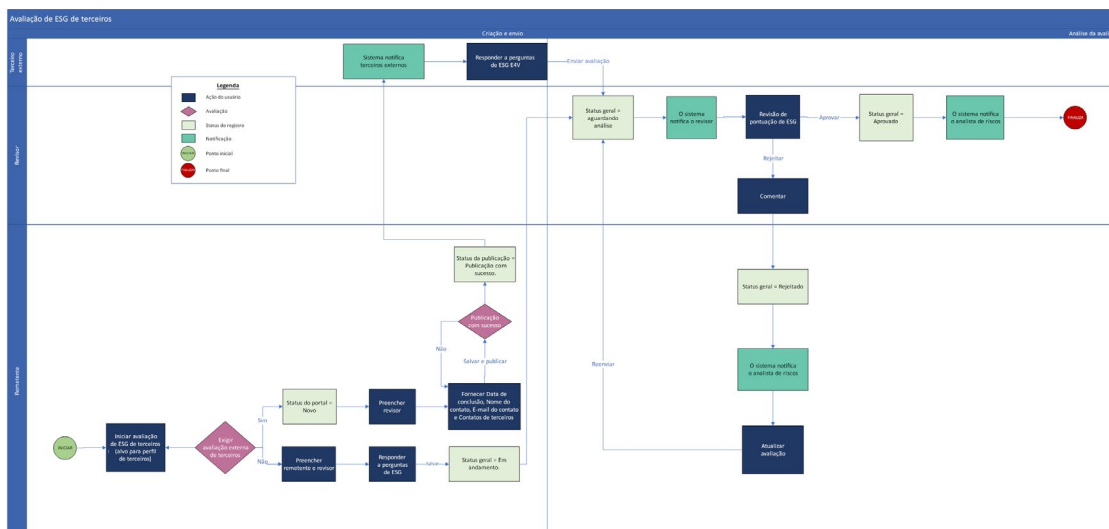 Avaliação de ESG de terceiros
Criação e envio
Análise da avalia
Terceiro
externo
Sistema notifica
terceiros externos
Responder a perguntas
de ESG E4V
Enviar avaliação
Legenda
Ação do usuário
Avaliação
Status do registro
Notificação
INICIAR
Ponto inicial
FINALIZA
Ponto final
Revisor
Status geral =
aguardando
análise
O sistema
notifica o revisor
Revisão de
pontuação de ESG
Aprovar
Status geral =
Aprovado
O sistema notifica
o analista de riscos
FINALIZA
Rejeitar
Comentar
Remetente
Status da publicação =
Publicação com
sucesso.
Status geral = Rejeitado
Publicação
com sucesso
Não
Salvar e publicar
Reenviar
O sistema notifica
o analista de riscos
Status do portal =
Novo
Preencher
revisor
Fornecer Data de
conclusão, Nome do
contato, E-mail do contato
e Contatos de terceiros
Sim
INICIAR
Iniciar avaliação
de ESG de terceiros
(alvo para perfil
de terceiros)
Exigir
avaliação externa
de terceiros
Não
Preencher
remetente e revisor
Responder
a perguntas de
ESG
Status geral = Em
andamento.
Atualizar
avaliação